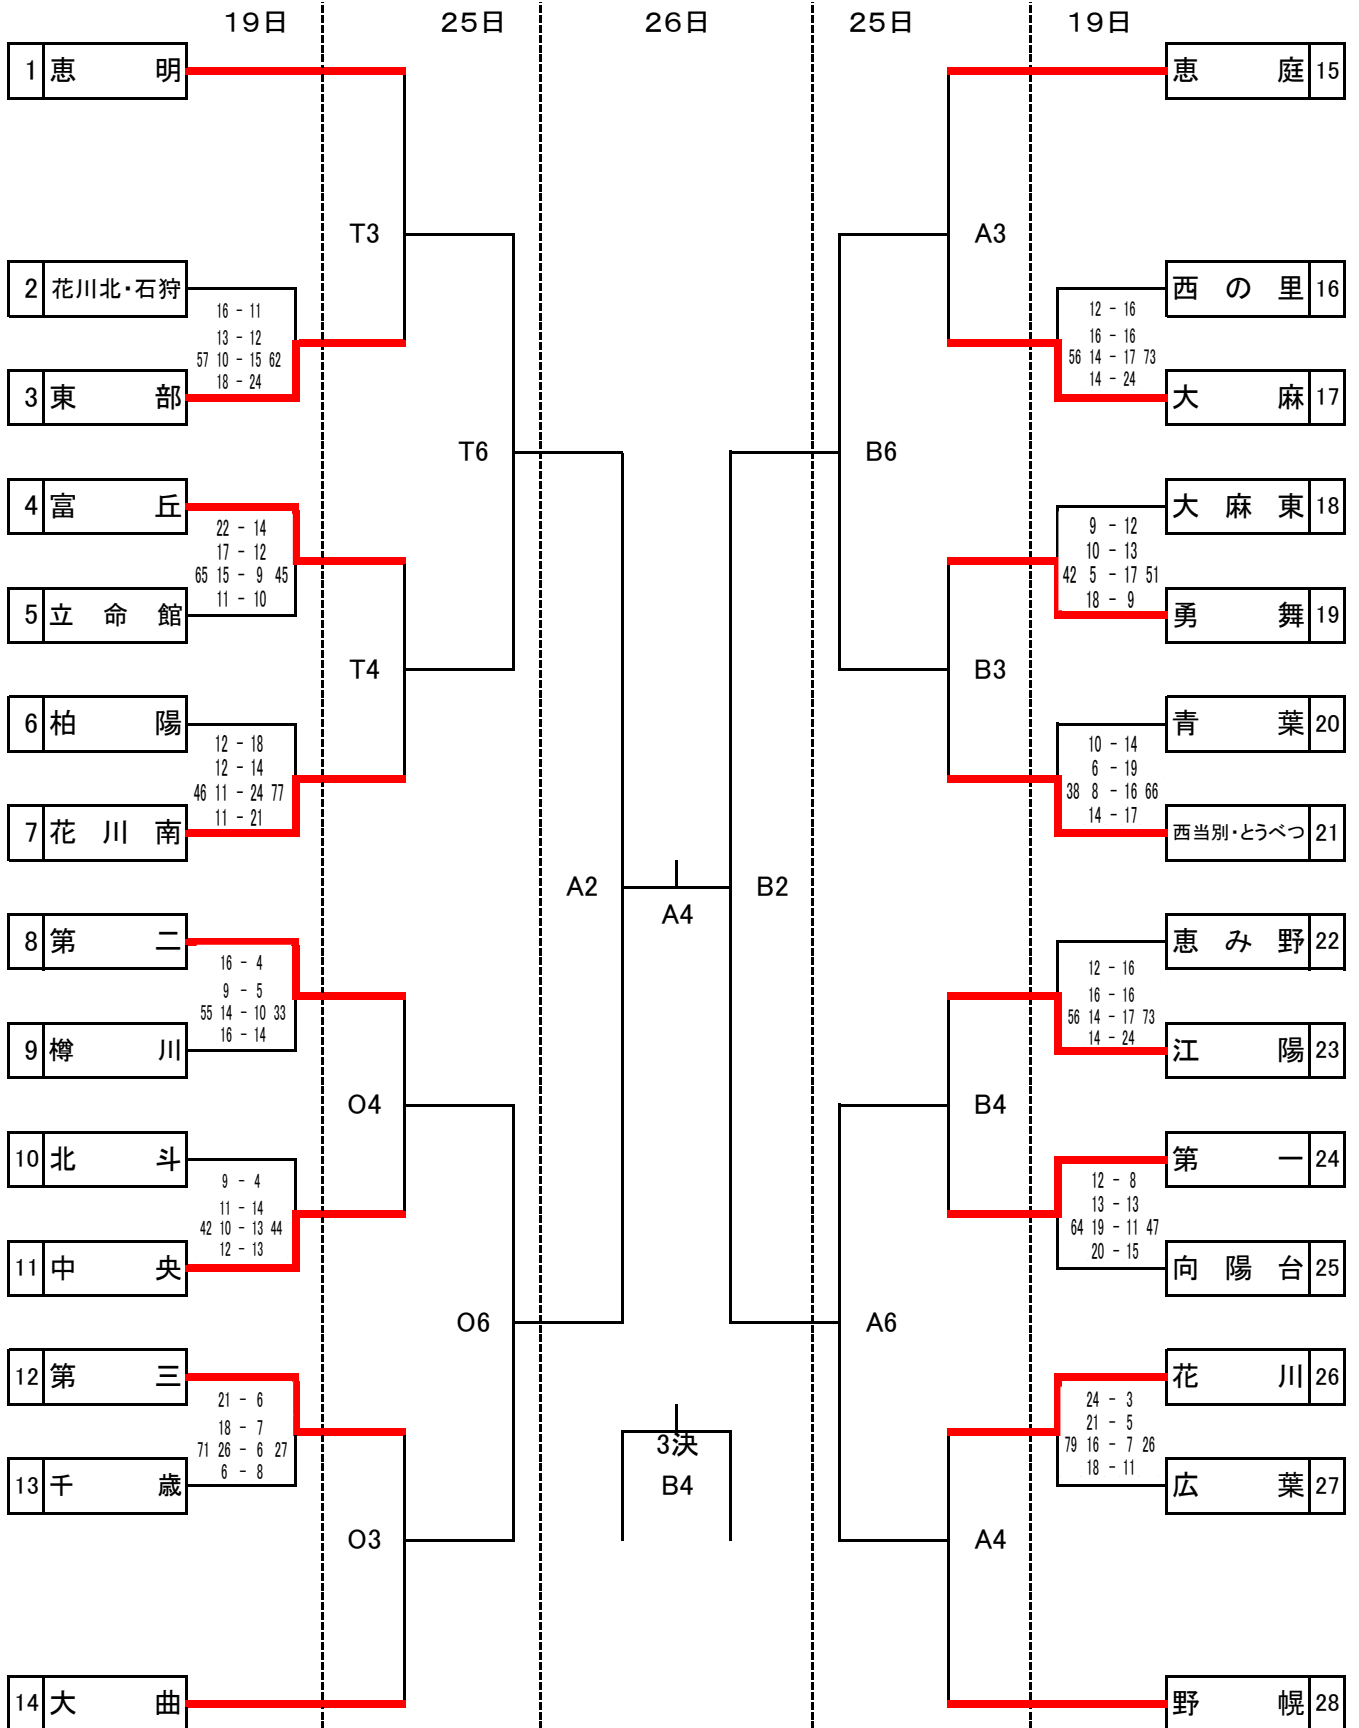 19日 25日 26日 25日 19日
1 恵明
恵庭 15
T3
A3
2 花川北・石狩
16 - 11
13 - 12
57 10 - 15 62
18 - 24
3 東部
西の里 16
12 - 16
16 - 16
56 14 - 17 73
14 - 24
大麻 17
T6
B6
4 富丘
22 - 14
17 - 12
65 15 - 9 45
11 - 10
5 立命館
大麻東 18
9 - 12
10 - 13
42 5 - 17 51
18 - 9
勇舞 19
T4
B3
6 柏陽
12 - 18
12 - 14
46 11 - 24 77
11 - 21
7 花川南
青葉 20
10 - 14
6 - 19
38 8 - 16 66
14 - 17
西当別・とうべつ 21
A2
A4
B2
8 第二
16 - 4
9 - 5
55 14 - 10 33
16 - 14
9 樽川
恵み野 22
12 - 16
16 - 16
56 14 - 17 73
14 - 24
江陽 23
O4
B4
10 北斗
9 - 4
11 - 14
42 10 - 13 44
12 - 13
11 中央
第一 24
12 - 8
13 - 13
64 19 - 11 47
20 - 15
向陽台 25
O6
A6
12 第三
21 - 6
18 - 7
71 26 - 6 27
6 - 8
13 千歳
3決
B4
花川 26
24 - 3
21 - 5
79 16 - 7 26
18 - 11
広葉 27
O3
A4
14 大曲
野幌 28